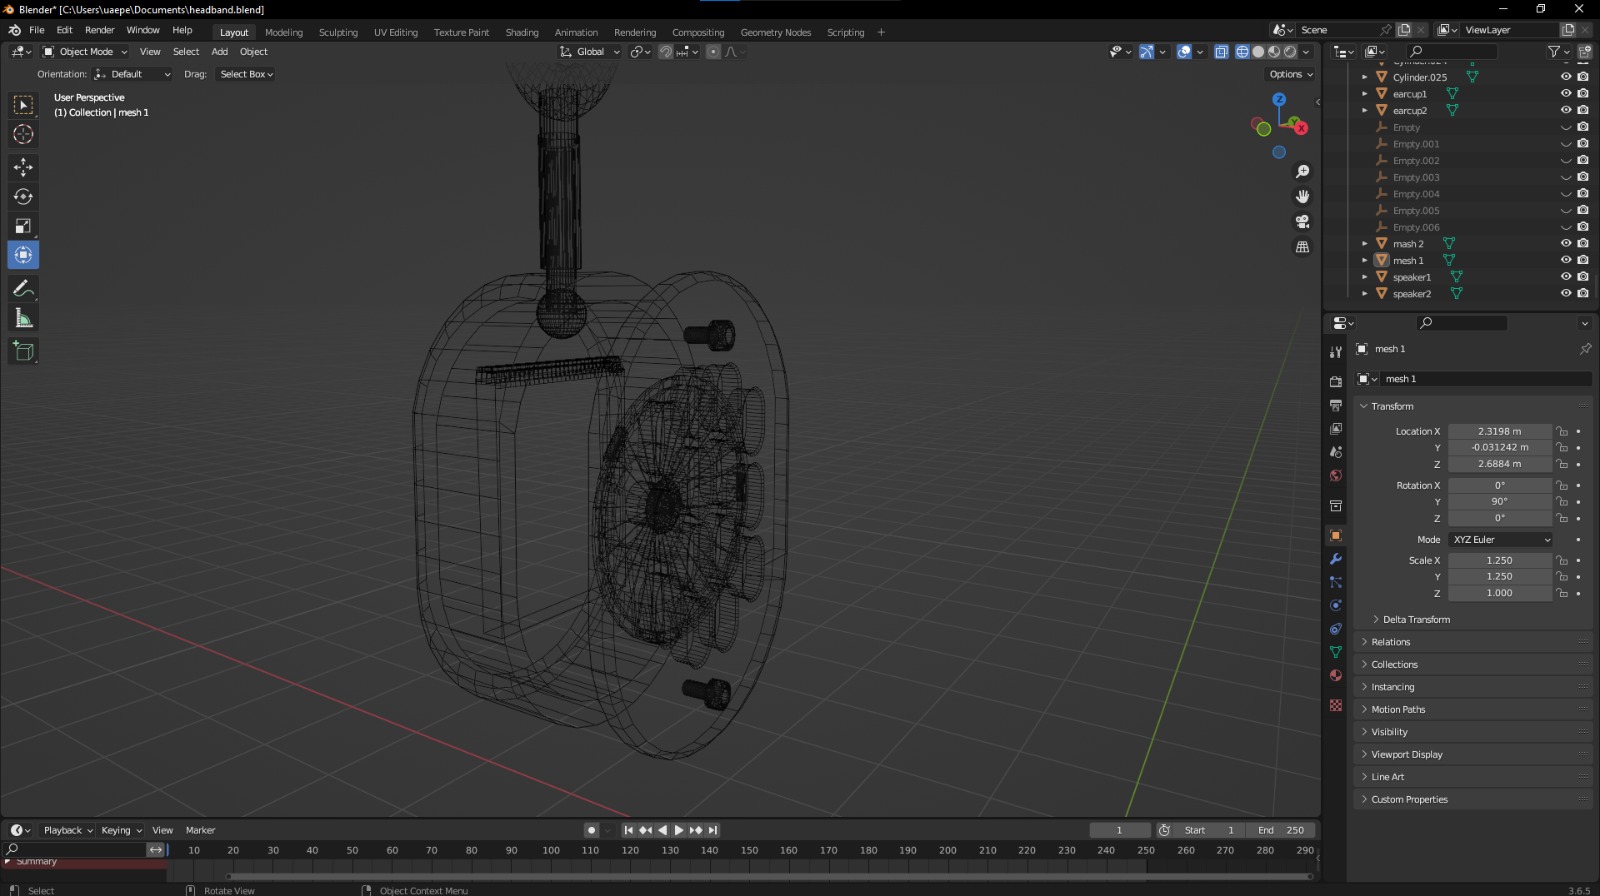 Blender* [C:\Users\uaepe\Documents\headband.blend]
File Edit Render Window Help Layout Modeling Sculpting UV Editing Texture Paint Shading Animation Rendering Compositing Geometry Nodes Scripting + Scene ViewLayer
Object Mode View Select Add Object Global
Orientation: Default Drag: Select Box Options
User Perspective
(1) Collection | mesh 1
Z
Y
X
Cylinder.025
earcup1
earcup2
Empty
Empty.001
Empty.002
Empty.003
Empty.004
Empty.005
Empty.006
mash 2
mesh 1
speaker1
speaker2
mesh 1
mesh 1
Transform
Location X 2.3198 m
Y -0.031242 m
Z 2.6884 m
Rotation X 0°
Y 90°
Z 0°
Mode XYZ Euler
Scale X 1.250
Y 1.250
Z 1.000
Delta Transform
Relations
Collections
Instancing
Motion Paths
Visibility
Viewport Display
Line Art
Custom Properties
Playback Keying View Marker 1 Start 1 End 250
10 20 30 40 50 60 70 80 90 100 110 120 130 140 150 160 170 180 190 200 210 220 230 240 250 260 270 280 290
Summary
Select Rotate View Object Context Menu 3.6.5